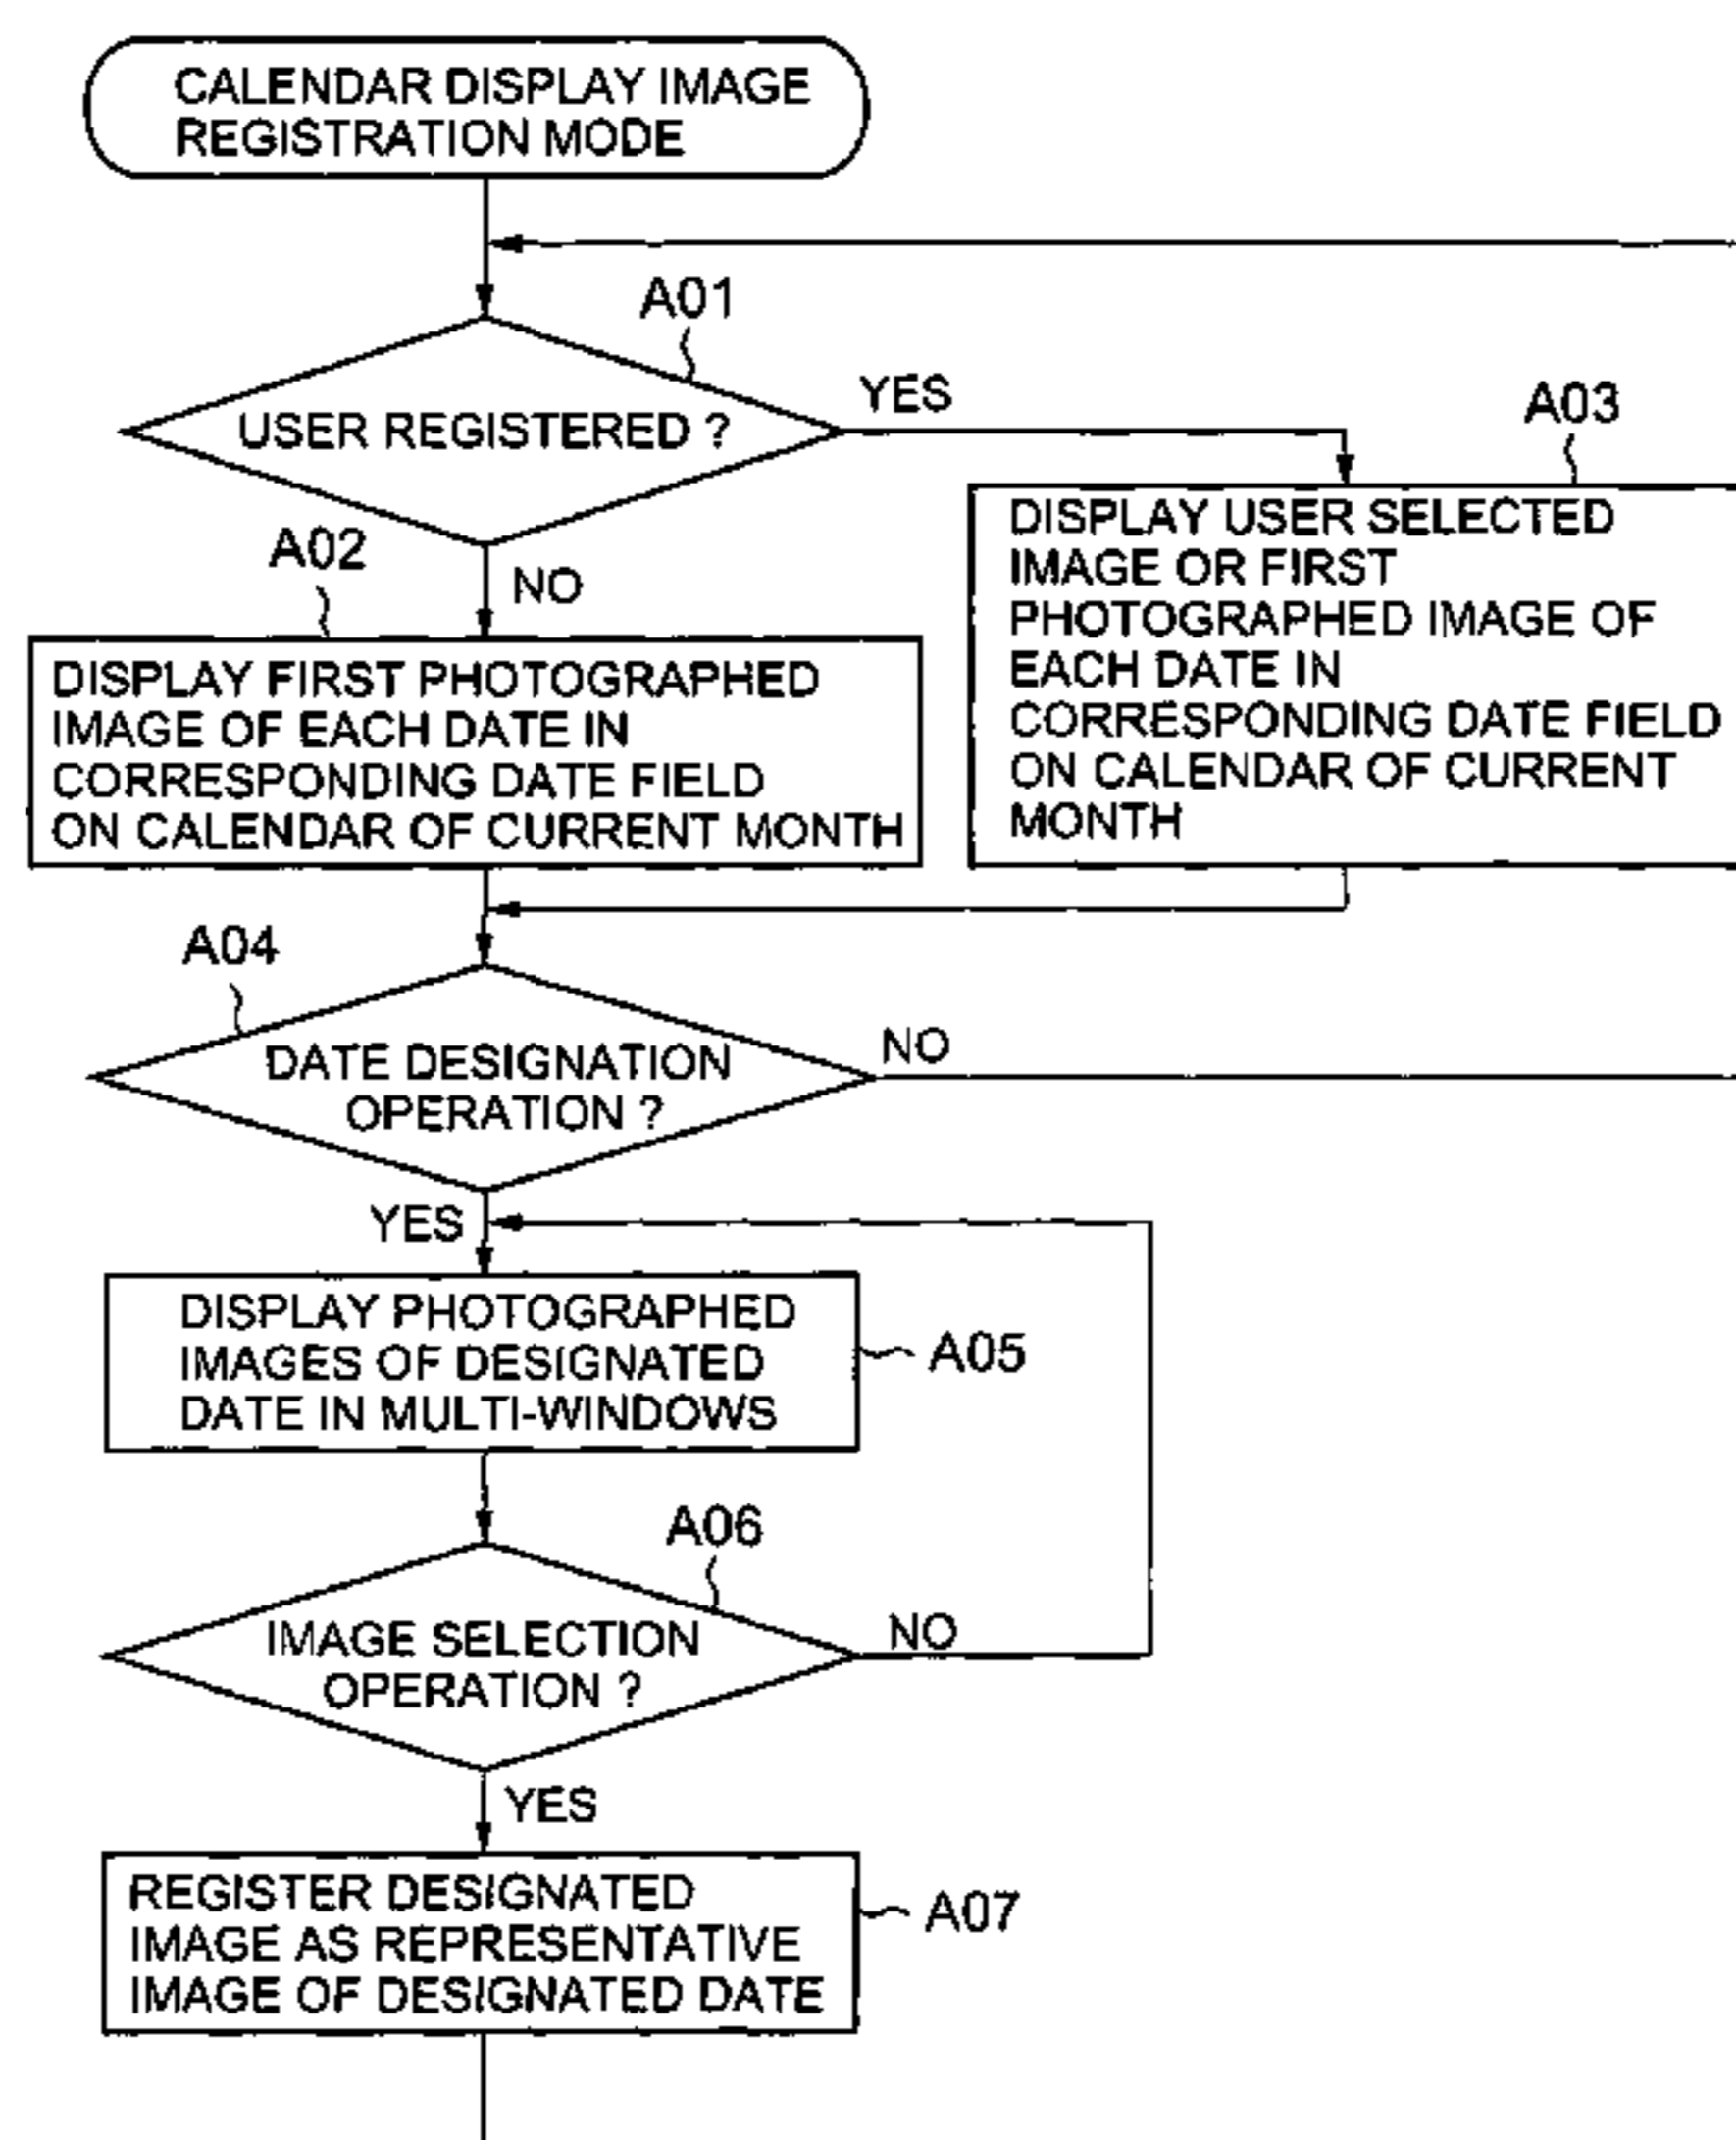 CALENDAR DISPLAY IMAGE
REGISTRATION MODE
A01
USER REGISTERED ?
YES
NO
A03
DISPLAY USER SELECTED
IMAGE OR FIRST
PHOTOGRAPHED IMAGE OF
EACH DATE IN
CORRESPONDING DATE FIELD
ON CALENDAR OF CURRENT
MONTH
A02
DISPLAY FIRST PHOTOGRAPHED
IMAGE OF EACH DATE IN
CORRESPONDING DATE FIELD
ON CALENDAR OF CURRENT MONTH
A04
DATE DESIGNATION
OPERATION ?
NO
YES
DISPLAY PHOTOGRAPHED
IMAGES OF DESIGNATED
DATE IN MULTI-WINDOWS
A05
A06
IMAGE SELECTION
OPERATION ?
NO
YES
REGISTER DESIGNATED
IMAGE AS REPRESENTATIVE
IMAGE OF DESIGNATED DATE
A07